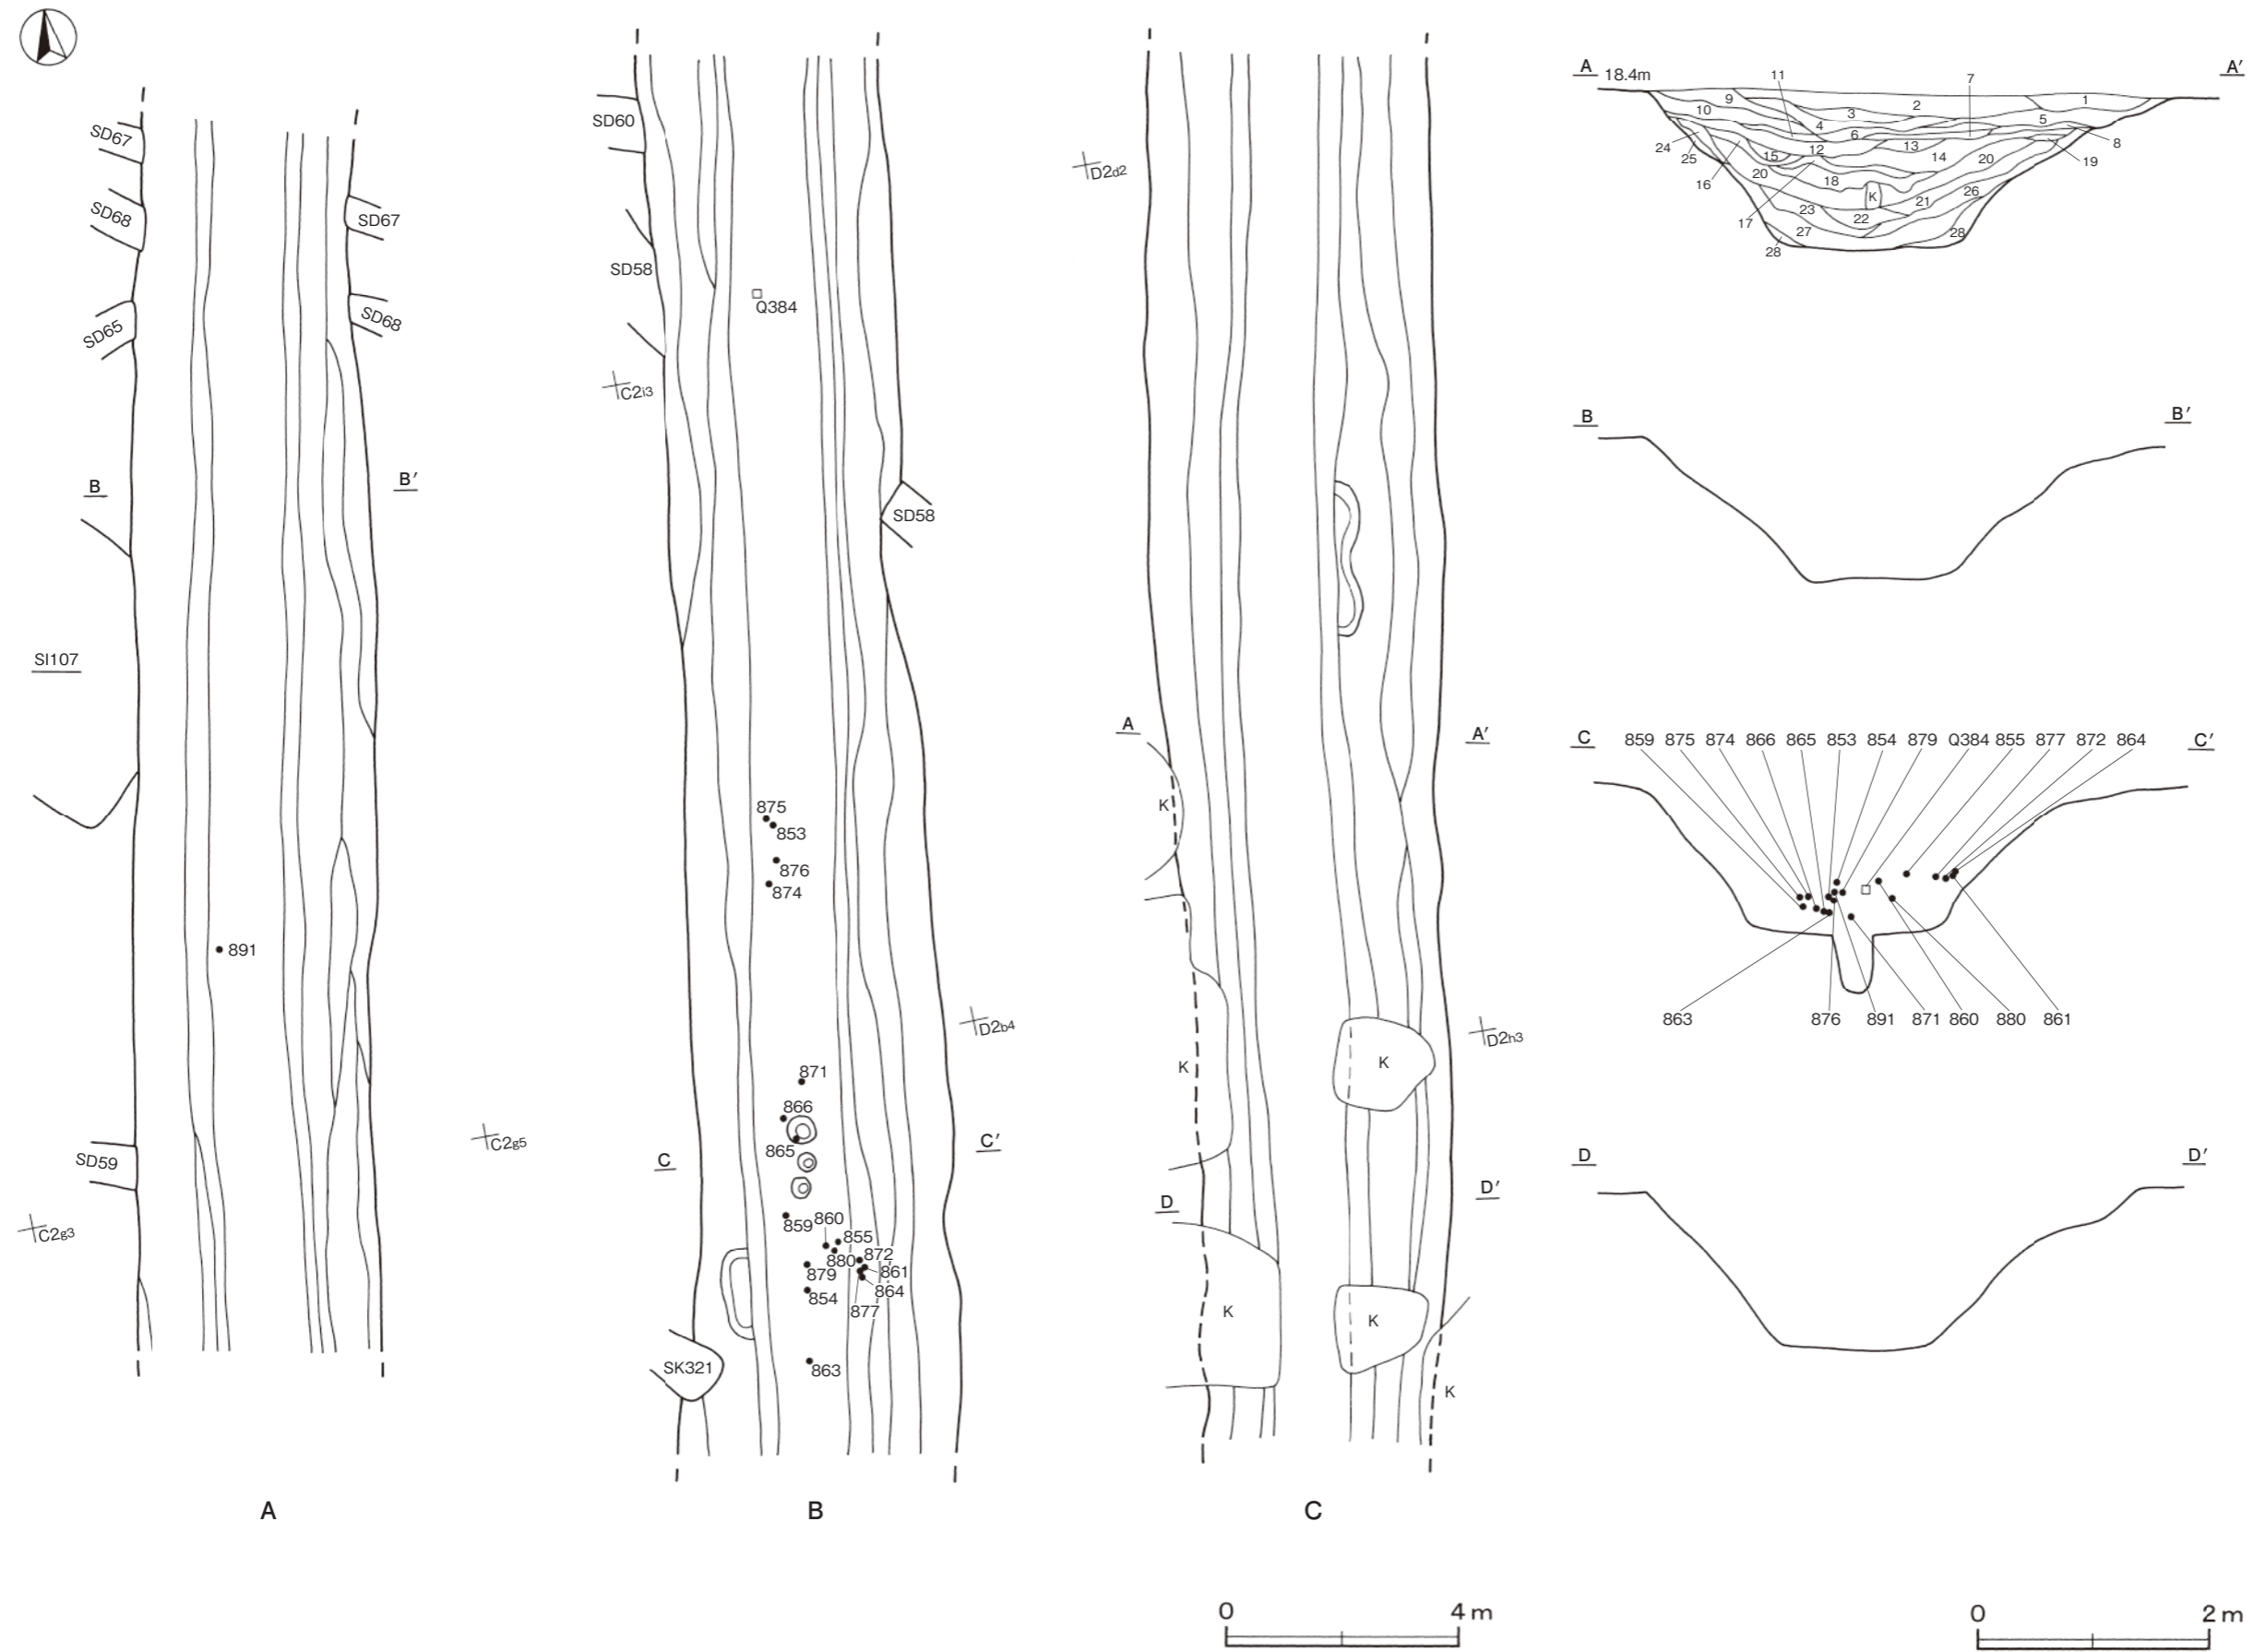 SD67
SD68
SD65
SD67
SD68
B
B′
SI107
891
SD59
C2g3
C2g5
A
SD60
SD58
Q384
C2i3
SD58
875
853
876
874
D2b4
871
866
865
C
C′
859
860
855
880
872
879
861
854
864
877
SK321
863
B
D2d2
A
A′
K
K
K
D2h3
D
D′
K
K
K
C
0
4 m
A
18.4m
A′
11
7
9
2
1
10
3
4
5
6
8
24
25
15
12
13
14
20
19
16
20
18
K
26
17
23
22
21
27
28
28
B
B′
C
859
875
874
866
865
853
854
879
Q384
855
877
872
864
C′
863
876
891
871
860
880
861
D
D′
0
2 m